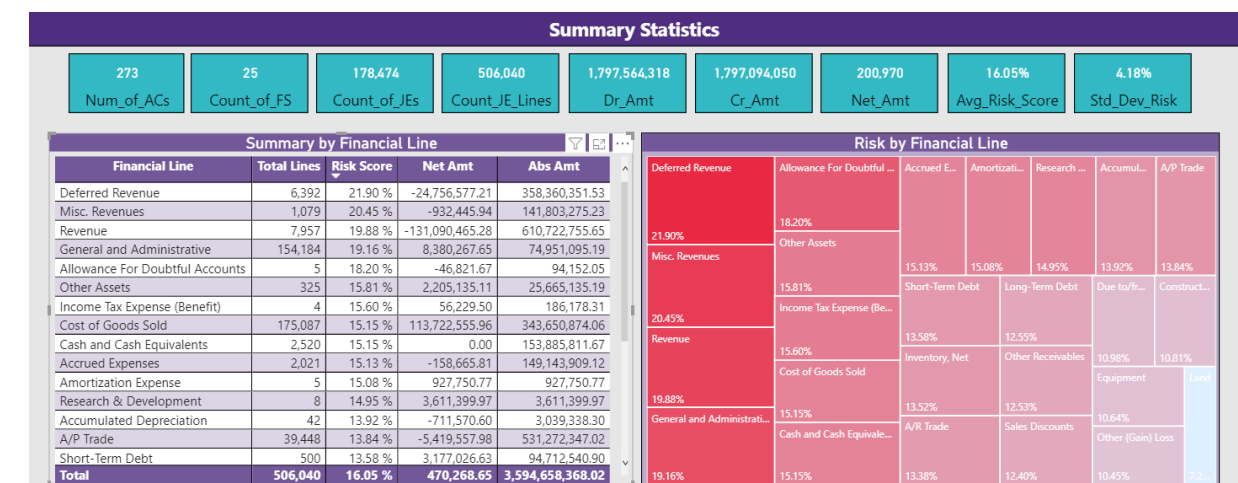 Summary Statistics
273 25 178,474 506,040 1,797,564,318 1,797,094,050 200,970 16.05% 4.18%
Num_of_ACs Count_of_FS Count_of_JEs Count_JE_Lines Dr_Amt Cr_Amt Net_Amt Avg_Risk_Score Std_Dev_Risk
Summary by Financial Line
Financial Line Total Lines Risk Score Net Amt Abs Amt
Deferred Revenue 6,392 21.90 % -24,756,577.21 358,360,351.53
Misc. Revenues 1,079 20.45 % -932,445.94 141,803,275.23
Revenue 7,957 19.88 % -131,090,465.28 610,722,755.65
General and Administrative 154,184 19.16 % 8,380,267.65 74,951,095.19
Allowance For Doubtful Accounts 5 18.20 % -46,821.67 94,152.05
Other Assets 325 15.81 % 2,205,135.11 25,665,135.19
Income Tax Expense (Benefit) 4 15.60 % 56,229.50 186,178.31
Cost of Goods Sold 175,087 15.15 % 113,722,555.96 343,650,874.06
Cash and Cash Equivalents 2,520 15.15 % 0.00 153,885,811.67
Accrued Expenses 2,021 15.13 % -158,665.81 149,143,909.12
Amortization Expense 5 15.08 % 927,750.77 927,750.77
Research & Development 8 14.95 % 3,611,399.97 3,611,399.97
Accumulated Depreciation 42 13.92 % -711,570.60 3,039,338.30
A/P Trade 39,448 13.84 % -5,419,557.98 531,272,347.02
Short-Term Debt 500 13.58 % 3,177,026.63 94,712,540.90
Total 506,040 16.05 % 470,268.65 3,594,658,368.02
Risk by Financial Line
Deferred Revenue
21.90%
Misc. Revenues
20.45%
Revenue
19.88%
General and Administrati...
19.16%
Allowance For Doubtful ...
18.20%
Other Assets
15.81%
Income Tax Expense (Be...
15.60%
Cost of Goods Sold
15.15%
Cash and Cash Equivale...
15.15%
Accrued E...
15.13%
Amortizati...
15.08%
Research ...
14.95%
Accumul...
13.92%
A/P Trade
13.84%
Short-Term Debt
13.58%
Inventory, Net
13.52%
A/R Trade
13.38%
Long-Term Debt
12.55%
Other Receivables
12.53%
Sales Discounts
12.40%
Due to/fr...
10.98%
Construct...
10.81%
Equipment
10.64%
Other (Gain) Loss
10.45%
Land
7.2...